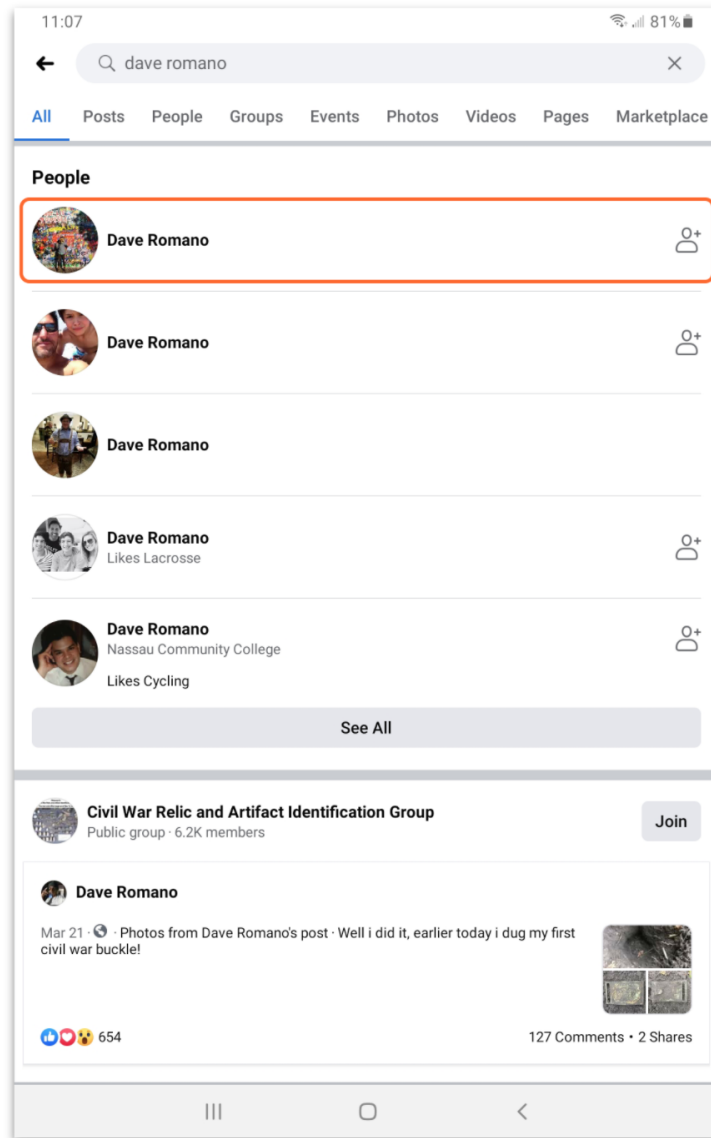 11:07 81%
dave romano
All Posts People Groups Events Photos Videos Pages Marketplace
People
Dave Romano
Dave Romano
Dave Romano
Dave Romano
Likes Lacrosse
Dave Romano
Nassau Community College
Likes Cycling
See All
Civil War Relic and Artifact Identification Group
Public group · 6.2K members
Join
Dave Romano
Mar 21 · · Photos from Dave Romano's post · Well i did it, earlier today i dug my first
civil war buckle!
654 127 Comments • 2 Shares